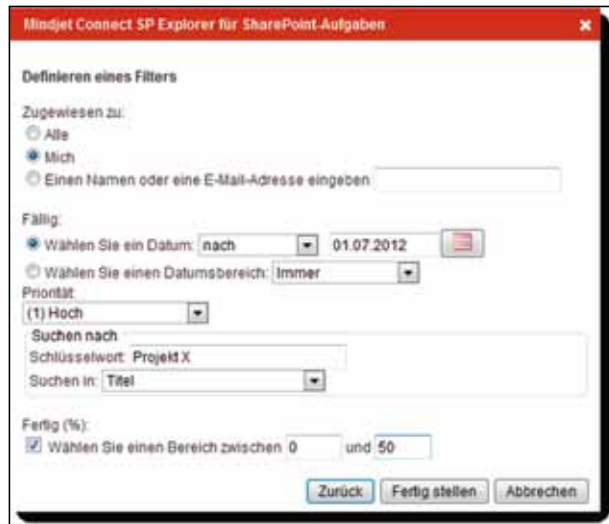 Mindjet Connect SP Explorer für SharePoint-Aufgaben
Definieren eines Filters
Zugewiesen zu:
Alle
Mich
Einen Namen oder eine E-Mail-Adresse eingeben
Fällig:
Wählen Sie ein Datum: nach 01.07.2012
Wählen Sie einen Datumsbereich: Immer
Priorität:
(1) Hoch
Suchen nach
Schlüsselwort: Projekt X
Suchen in: Titel
Fertig (%):
Wählen Sie einen Bereich zwischen 0 und 50
Zurück Fertig stellen Abbrechen